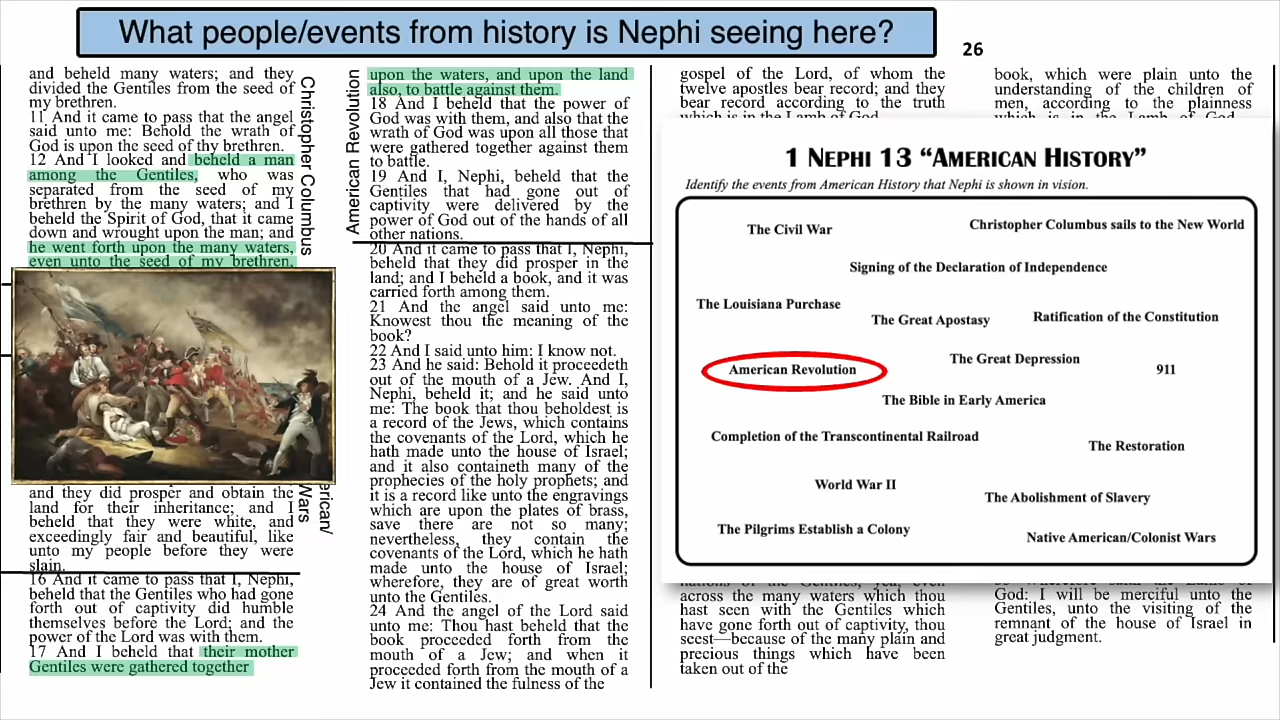 What people/events from history is Nephi seeing here?
26
and beheld many waters; and they
divided the Gentiles from the seed of
my brethren.
11 And it came to pass that the angel
said unto me: Behold the wrath of
God is upon the seed of thy brethren.
12 And I looked and beheld a man
among the Gentiles, who was
separated from the seed of my
brethren by the many waters; and I
beheld the Spirit of God, that it came
down and wrought upon the man; and
he went forth upon the many waters,
even unto the seed of my brethren,
Christopher Columbus
and they did prosper and obtain the
land for their inheritance; and I
beheld that they were white, and
exceedingly fair and beautiful, like
unto my people before they were
slain.
erican/
Wars
16 And it came to pass that I, Nephi,
beheld that the Gentiles who had gone
forth out of captivity did humble
themselves before the Lord; and the
power of the Lord was with them.
17 And I beheld that their mother
Gentiles were gathered together
American Revolution
upon the waters, and upon the land
also, to battle against them.
18 And I beheld that the power of
God was with them, and also that the
wrath of God was upon all those that
were gathered together against them
to battle.
19 And I, Nephi, beheld that the
Gentiles that had gone out of
captivity were delivered by the
power of God out of the hands of all
other nations.
20 And it came to pass that I, Nephi,
beheld that they did prosper in the
land; and I beheld a book, and it was
carried forth among them.
21 And the angel said unto me:
Knowest thou the meaning of the
book?
22 And I said unto him: I know not.
23 And he said: Behold it proceedeth
out of the mouth of a Jew. And I,
Nephi, beheld it; and he said unto
me: The book that thou beholdest is
a record of the Jews, which contains
the covenants of the Lord, which he
hath made unto the house of Israel;
and it also containeth many of the
prophecies of the holy prophets; and
it is a record like unto the engravings
which are upon the plates of brass,
save there are not so many;
nevertheless, they contain the
covenants of the Lord, which he hath
made unto the house of Israel;
wherefore, they are of great worth
unto the Gentiles.
24 And the angel of the Lord said
unto me: Thou hast beheld that the
book proceeded forth from the
mouth of a Jew; and when it
proceeded forth from the mouth of a
Jew it contained the fulness of the
gospel of the Lord, of whom the
twelve apostles bear record; and they
bear record according to the truth
which is in the Lamb of God
book, which were plain unto the
understanding of the children of
men, according to the plainness
which is in the Lamb of God
1 NEPHI 13 “AMERICAN HISTORY”
Identify the events from American History that Nephi is shown in vision.
The Civil War
Christopher Columbus sails to the New World
Signing of the Declaration of Independence
The Louisiana Purchase
The Great Apostasy
Ratification of the Constitution
American Revolution
The Great Depression
911
The Bible in Early America
Completion of the Transcontinental Railroad
The Restoration
World War II
The Abolishment of Slavery
The Pilgrims Establish a Colony
Native American/Colonist Wars
nations of the Gentiles, yea, even
across the many waters which thou
hast seen with the Gentiles which
have gone forth out of captivity, thou
seest—because of the many plain and
precious things which have been
taken out of the
God: I will be merciful unto the
Gentiles, unto the visiting of the
remnant of the house of Israel in
great judgment.